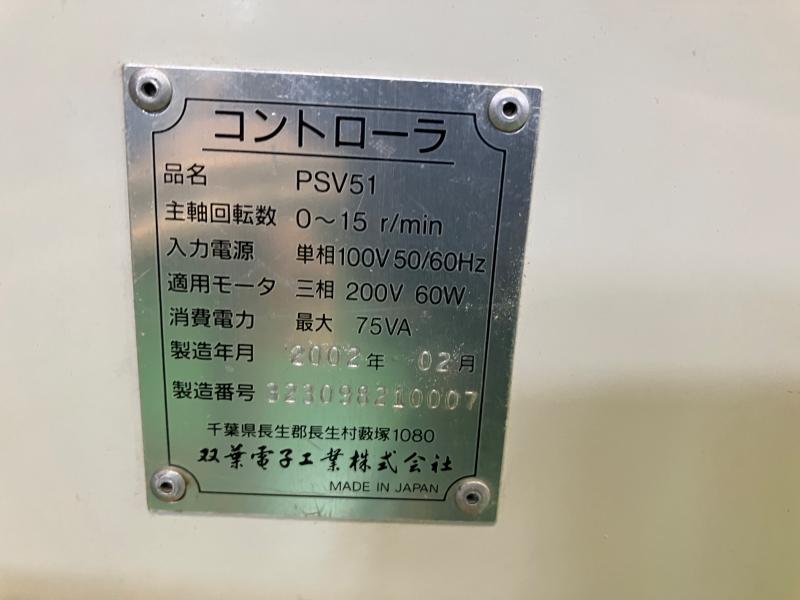 コントローラ
品名 PSV51
主軸回転数 0～15 r/min
入力電源 単相100V50/60Hz
適用モータ 三相 200V 60W
消費電力 最大 75VA
製造年月 2002年 02月
製造番号 323098210007
千葉県長生郡長生村藪塚1080
双葉電子工業株式会社
MADE IN JAPAN